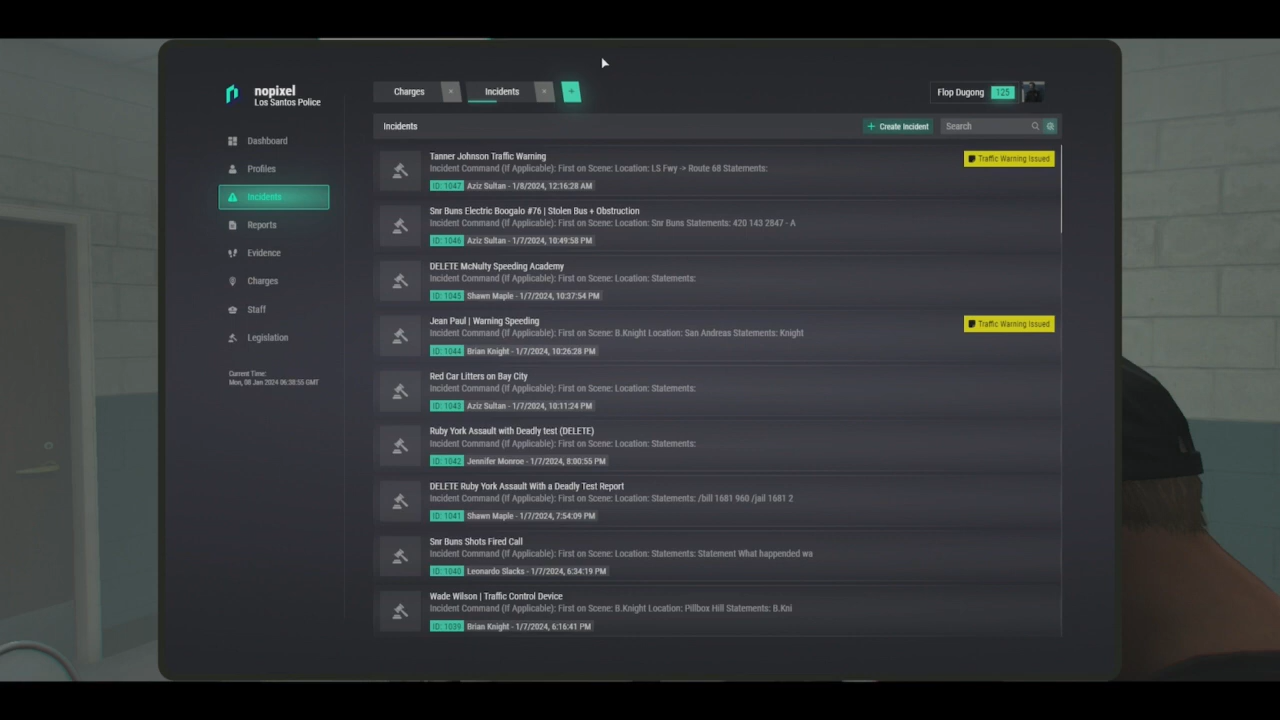 nopixel
Los Santos Police
Charges
Incidents
Flop Dugong 125
Incidents
Create Incident
Search
Dashboard
Profiles
Incidents
Reports
Evidence
Charges
Staff
Legislation
Current Time:
Mon, 08 Jan 2024 06:38:55 GMT
Tanner Johnson Traffic Warning
Traffic Warning Issued
Incident Command (If Applicable): First on Scene: Location: LS Fwy -> Route 68 Statements:
ID: 1047 Aziz Sultan - 1/8/2024, 12:16:28 AM
Snr Buns Electric Boogalo #76 | Stolen Bus + Obstruction
Incident Command (If Applicable): First on Scene: Location: Snr Buns Statements: 420 143 2847 - A
ID: 1046 Aziz Sultan - 1/7/2024, 10:49:58 PM
DELETE McNulty Speeding Academy
Incident Command (If Applicable): First on Scene: Location: Statements:
ID: 1045 Shawn Maple - 1/7/2024, 10:37:54 PM
Jean Paul | Warning Speeding
Traffic Warning Issued
Incident Command (If Applicable): First on Scene: B.Knight Location: San Andreas Statements: Knight
ID: 1044 Brian Knight - 1/7/2024, 10:26:28 PM
Red Car Litters on Bay City
Incident Command (If Applicable): First on Scene: Location: Statements:
ID: 1043 Aziz Sultan - 1/7/2024, 10:11:24 PM
Ruby York Assault with Deadly test (DELETE)
Incident Command (If Applicable): First on Scene: Location: Statements:
ID: 1042 Jennifer Monroe - 1/7/2024, 8:00:55 PM
DELETE Ruby York Assault With a Deadly Test Report
Incident Command (If Applicable): First on Scene: Location: Statements: /bill 1681 960 /jail 1681 2
ID: 1041 Shawn Maple - 1/7/2024, 7:54:09 PM
Snr Buns Shots Fired Call
Incident Command (If Applicable): First on Scene: Location: Statements: Statement What happended wa
ID: 1040 Leonardo Slacks - 1/7/2024, 6:34:19 PM
Wade Wilson | Traffic Control Device
Incident Command (If Applicable): First on Scene: B.Knight Location: Pillbox Hill Statements: B.Kni
ID: 1039 Brian Knight - 1/7/2024, 6:16:41 PM